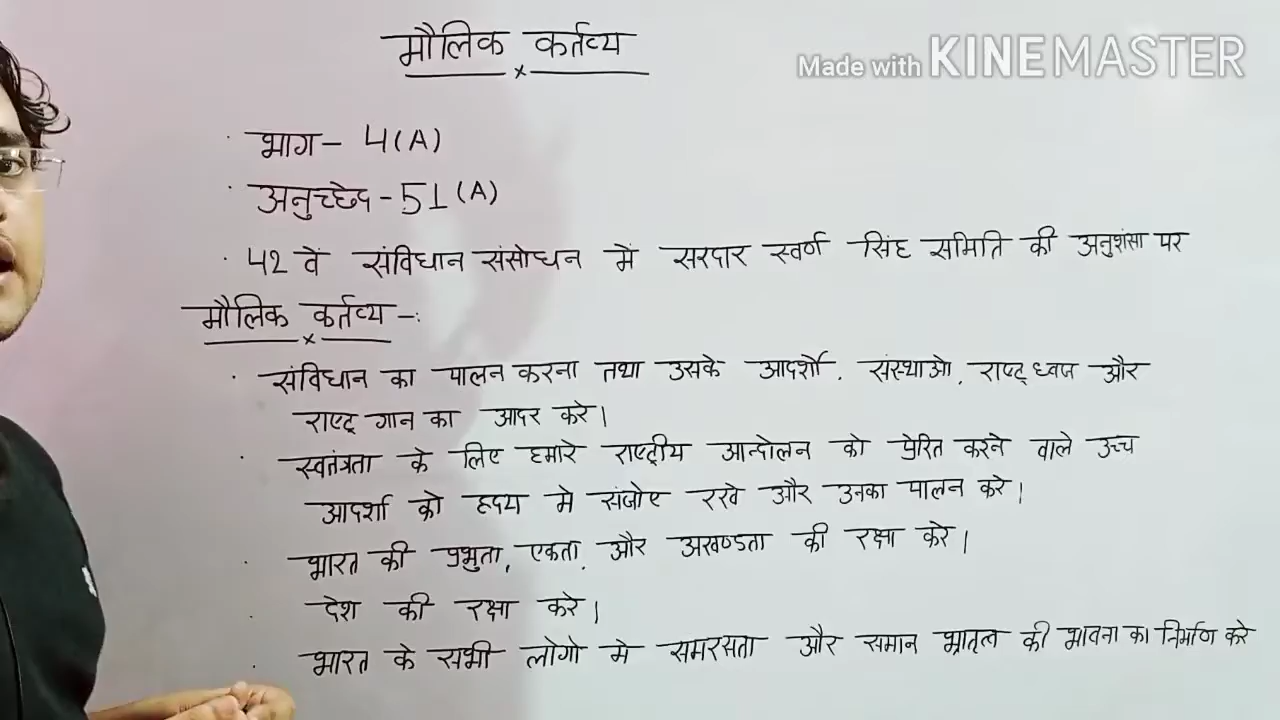 मौलिक कर्तव्य
Made with KINEMASTER
भाग - 4(A)
अनुच्छेद - 51(A)
42 वें संविधान संसोधन में सरदार स्वर्ण सिंह समिति की अनुशंसा पर
मौलिक कर्तव्य -:
संविधान का पालन करना तथा उसके आदर्शों, संस्थाओ, राष्ट्र ध्वज और
राष्ट्र गान का आदर करे।
स्वतंत्रता के लिए हमारे राष्ट्रीय आन्दोलन को प्रेरित करने वाले उच्च
आदर्शो को हृदय मे संजोए रखे और उनका पालन करे।
भारत की प्रभुता, एकता, और अखण्डता की रक्षा करे।
देश की रक्षा करे।
भारत के सभी लोगो मे समरसता और समान भ्रातृत्व की भावना का निर्माण करे